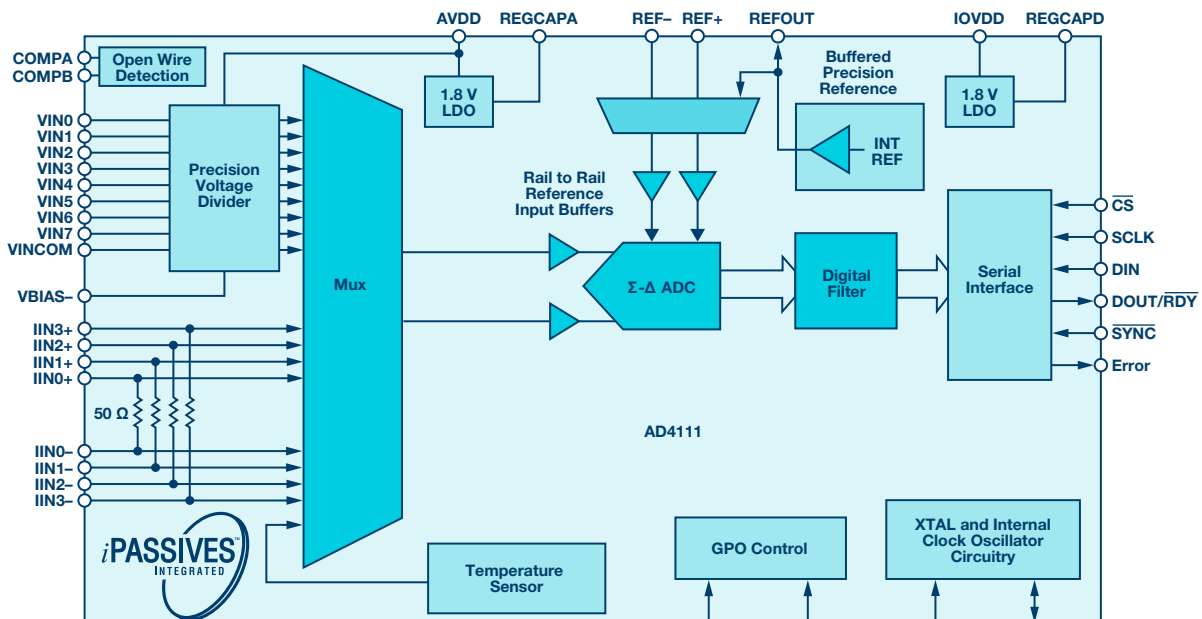 AVDD REGCAPA REF– REF+ REFOUT IOVDD REGCAPD
COMPA
COMPB
Open Wire
Detection
1.8 V
LDO
Buffered
Precision
Reference
INT
REF
1.8 V
LDO
VIN0
VIN1
VIN2
VIN3
VIN4
VIN5
VIN6
VIN7
VINCOM
VBIAS–
Precision
Voltage
Divider
Mux
Rail to Rail
Reference
Input Buffers
Σ-Δ ADC
Digital
Filter
Serial
Interface
C̅S̅
SCLK
DIN
DOUT/R̅D̅Y̅
S̅Y̅N̅C̅
Error
IIN3+
IIN2+
IIN1+
IIN0+
50 Ω
IIN0–
IIN1–
IIN2–
IIN3–
AD4111
iPASSIVES™
INTEGRATED
Temperature
Sensor
GPO Control
XTAL and Internal
Clock Oscillator
Circuitry